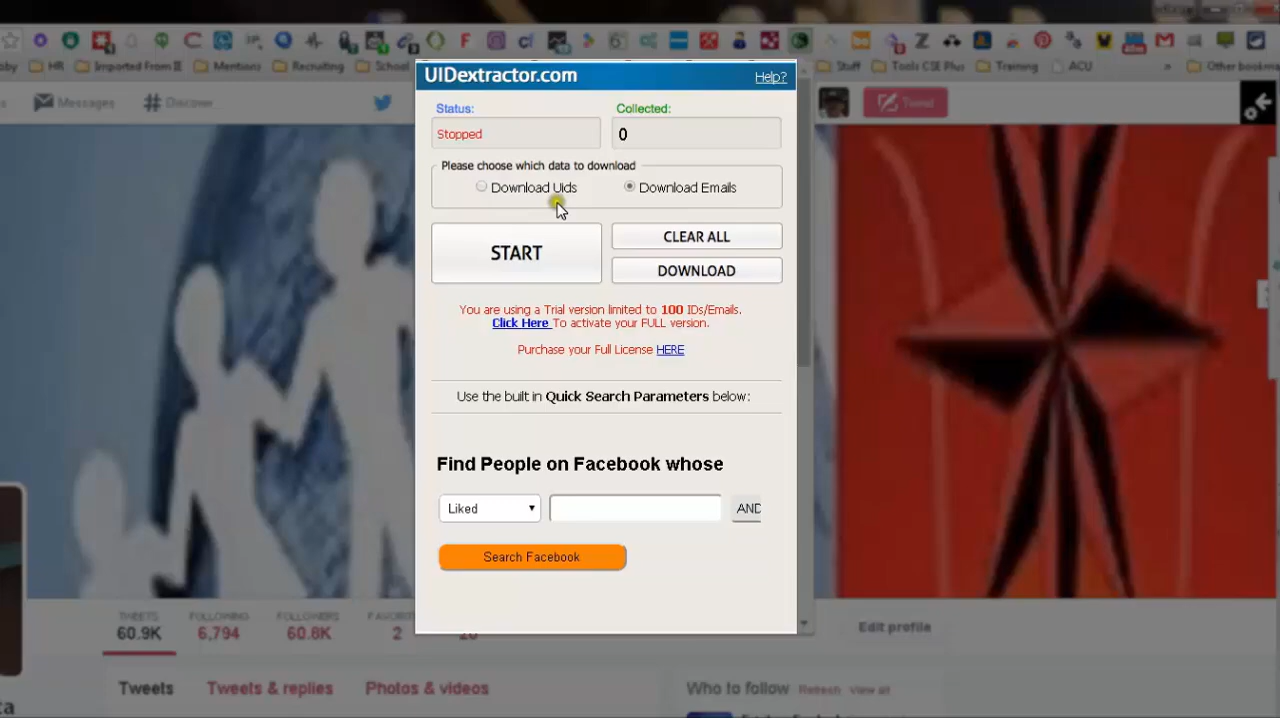 by HR Imported From IE Mentions Recruiting School Stuff Tools CSE Plus Training ACU » Other bookma
Messages # Discover Tweet
UIDextractor.com Help?
Status: Collected:
Stopped 0
Please choose which data to download
Download Uids Download Emails
START CLEAR ALL
DOWNLOAD
You are using a Trial version limited to 100 IDs/Emails.
Click Here To activate your FULL version.
Purchase your Full License HERE
Use the built in Quick Search Parameters below:
Find People on Facebook whose
Liked AND
Search Facebook
TWEETS FOLLOWING FOLLOWERS
60.9K 6,794 60.8K 2 Edit profile
Tweets Tweets & replies Photos & videos Who to follow Refresh View all